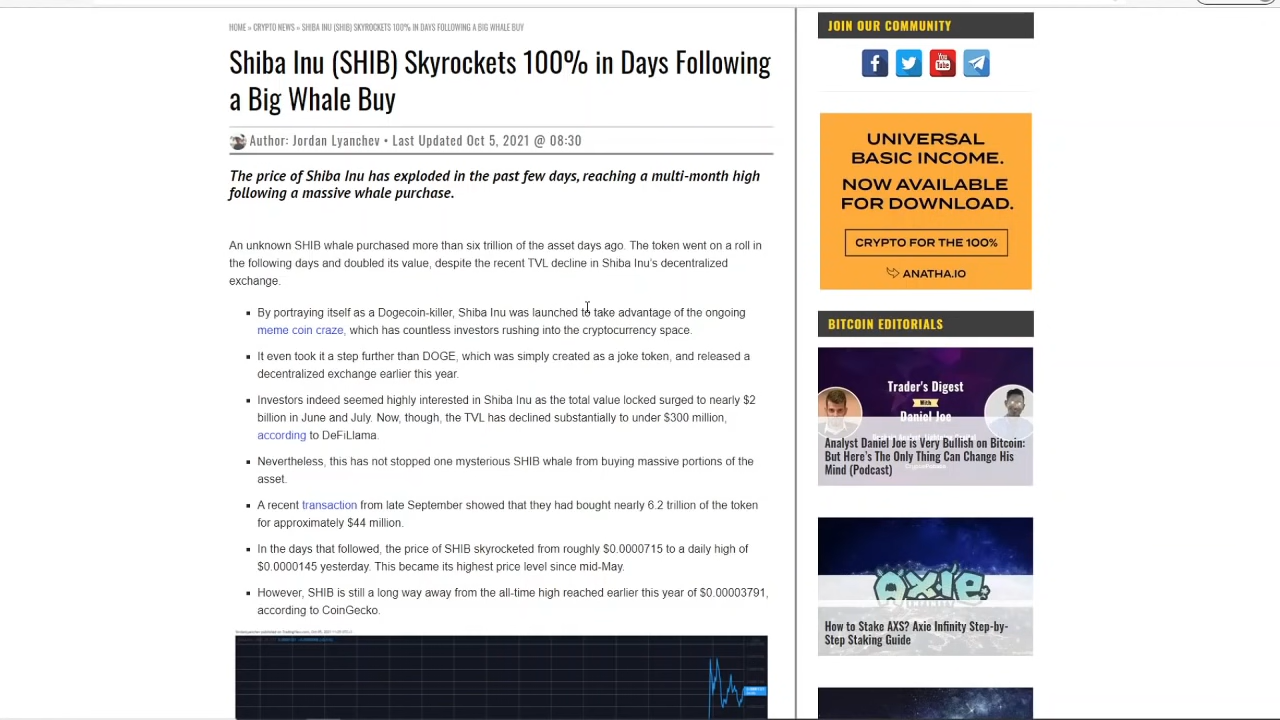 HOME » CRYPTO NEWS » SHIBA INU (SHIB) SKYROCKETS 100% IN DAYS FOLLOWING A BIG WHALE BUY
Shiba Inu (SHIB) Skyrockets 100% in Days Following
a Big Whale Buy
Author: Jordan Lyanchev • Last Updated Oct 5, 2021 @ 08:30
The price of Shiba Inu has exploded in the past few days, reaching a multi-month high
following a massive whale purchase.
An unknown SHIB whale purchased more than six trillion of the asset days ago. The token went on a roll in
the following days and doubled its value, despite the recent TVL decline in Shiba Inu's decentralized
exchange.
▪ By portraying itself as a Dogecoin-killer, Shiba Inu was launched to take advantage of the ongoing
meme coin craze, which has countless investors rushing into the cryptocurrency space.
▪ It even took it a step further than DOGE, which was simply created as a joke token, and released a
decentralized exchange earlier this year.
▪ Investors indeed seemed highly interested in Shiba Inu as the total value locked surged to nearly $2
billion in June and July. Now, though, the TVL has declined substantially to under $300 million,
according to DeFiLlama.
▪ Nevertheless, this has not stopped one mysterious SHIB whale from buying massive portions of the
asset.
▪ A recent transaction from late September showed that they had bought nearly 6.2 trillion of the token
for approximately $44 million.
▪ In the days that followed, the price of SHIB skyrocketed from roughly $0.0000715 to a daily high of
$0.0000145 yesterday. This became its highest price level since mid-May.
▪ However, SHIB is still a long way away from the all-time high reached earlier this year of $0.00003791,
according to CoinGecko.
JOIN OUR COMMUNITY
You
Tube
UNIVERSAL
BASIC INCOME.
NOW AVAILABLE
FOR DOWNLOAD.
CRYPTO FOR THE 100%
ANATHA.IO
BITCOIN EDITORIALS
Trader's Digest
With
Daniel Joe
Analyst Daniel Joe is Very Bullish on Bitcoin:
But Here's The Only Thing Can Change His
Mind (Podcast)
AXIE
INFINITY
How to Stake AXS? Axie Infinity Step-by-
Step Staking Guide